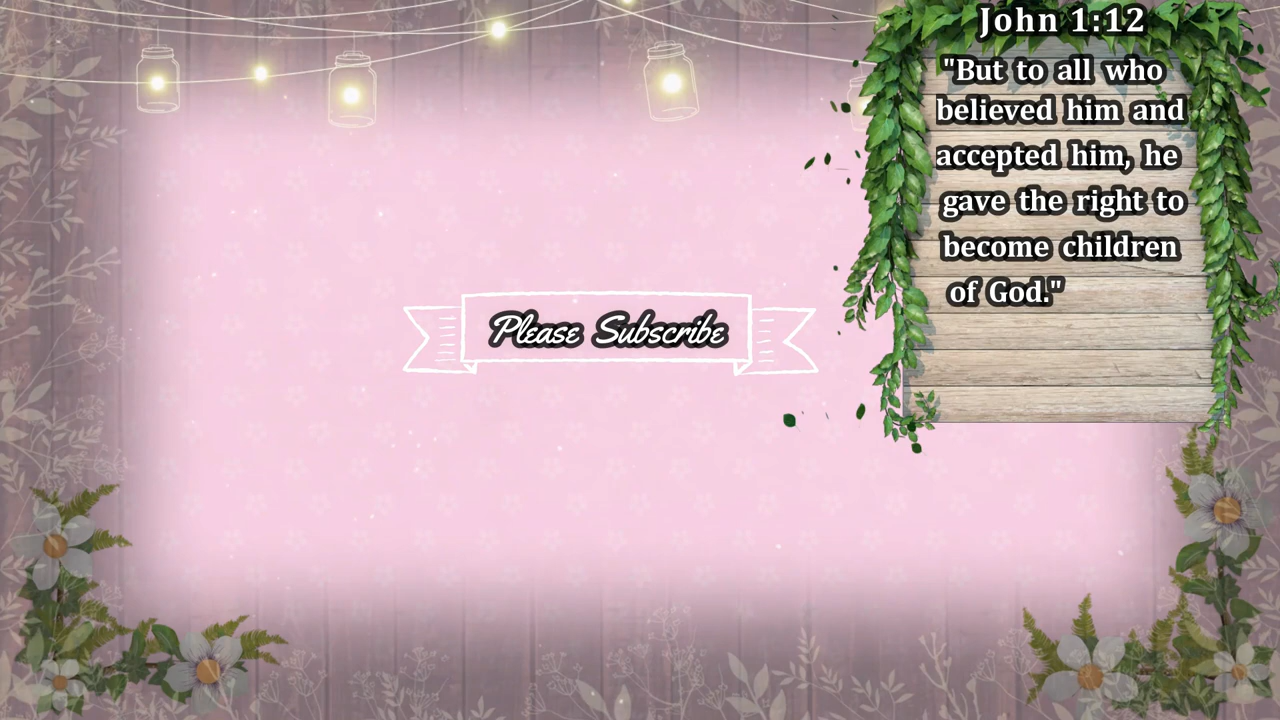 John 1:12
"But to all who
believed him and
accepted him, he
gave the right to
become children
of God."
Please Subscribe